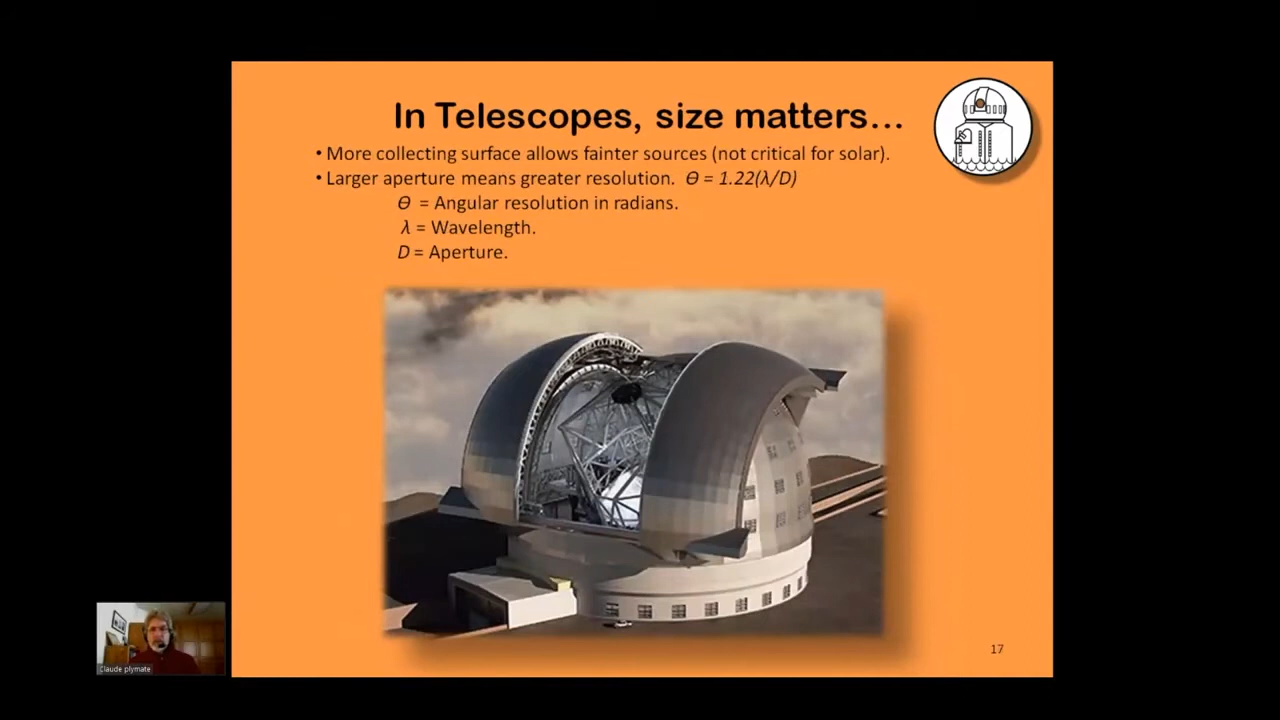 In Telescopes, size matters...
• More collecting surface allows fainter sources (not critical for solar).
• Larger aperture means greater resolution. ϴ = 1.22(λ/D)
ϴ = Angular resolution in radians.
λ = Wavelength.
D = Aperture.
17
Claude plymate